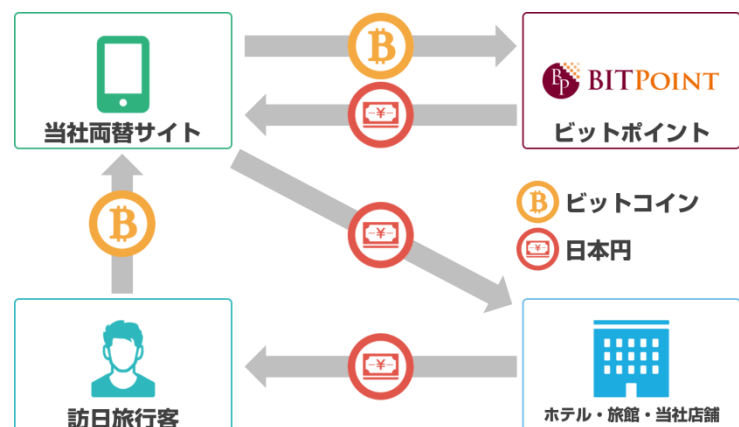 BITPOINT
当社両替サイト
ビットポイント
ビットコイン
日本円
訪日旅行客
ホテル・旅館・当社店舗